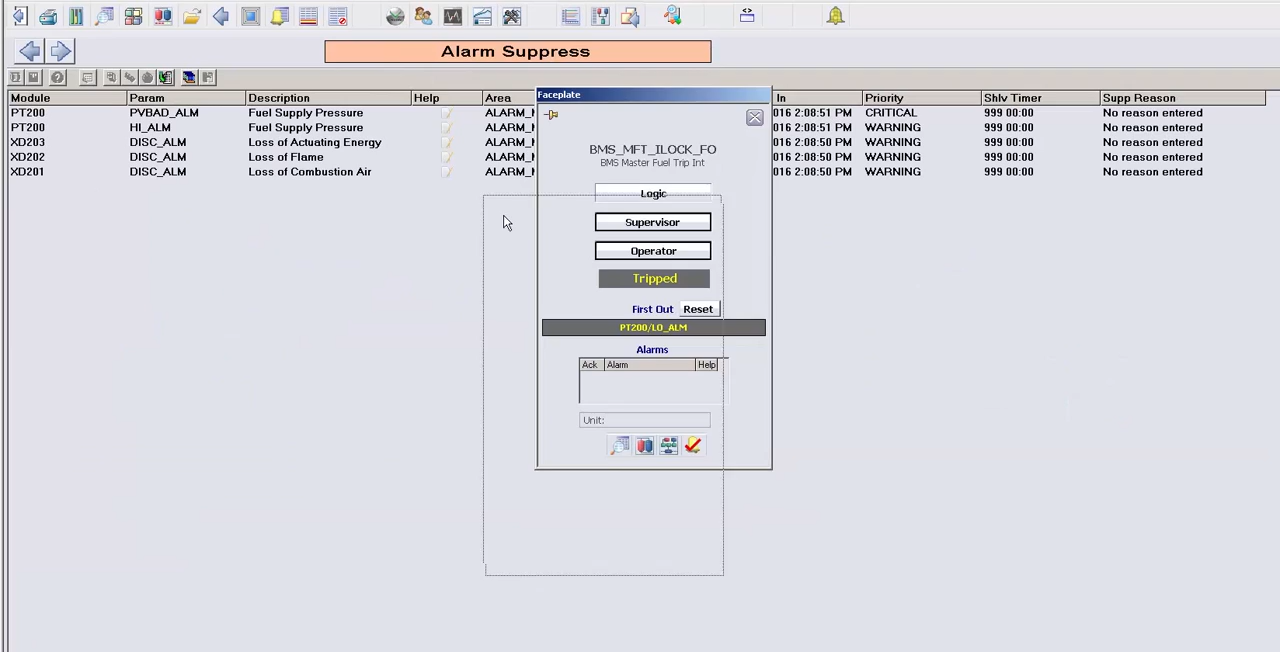 Alarm Suppress
Module Param Description Help Area In Priority Shlv Timer Supp Reason
PT200 PVBAD_ALM Fuel Supply Pressure ALARM_ 016 2:08:51 PM CRITICAL 999 00:00 No reason entered
PT200 HI_ALM Fuel Supply Pressure ALARM_ 016 2:08:51 PM WARNING 999 00:00 No reason entered
XD203 DISC_ALM Loss of Actuating Energy ALARM_ 016 2:08:50 PM WARNING 999 00:00 No reason entered
XD202 DISC_ALM Loss of Flame ALARM_ 016 2:08:50 PM WARNING 999 00:00 No reason entered
XD201 DISC_ALM Loss of Combustion Air ALARM_ 016 2:08:50 PM WARNING 999 00:00 No reason entered
Faceplate
BMS_MFT_ILOCK_FO
BMS Master Fuel Trip Int
Logic
Supervisor
Operator
Tripped
First Out Reset
PT200/LO_ALM
Alarms
Ack Alarm Help
Unit: